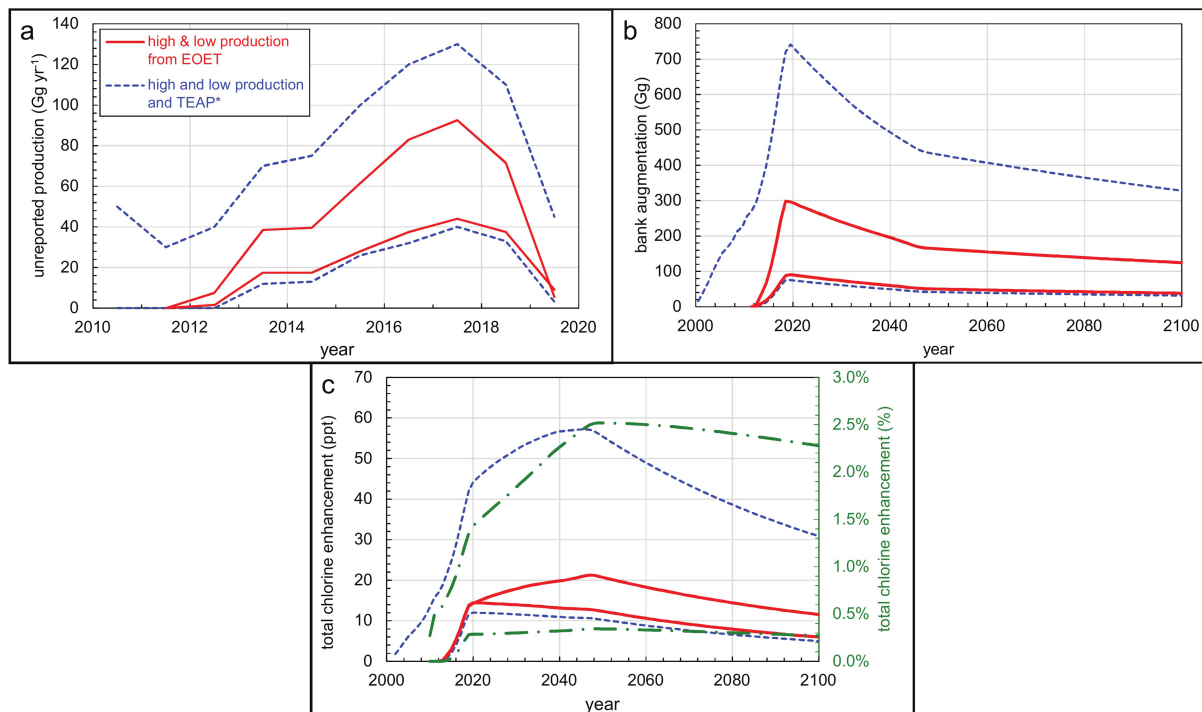 a
unreported production (Gg yr⁻¹)
140
120
100
80
60
40
20
0
high & low production
from EOET
high and low production
and TEAP*
2010 2012 2014 2016 2018 2020
year
b
bank augmentation (Gg)
800
700
600
500
400
300
200
100
0
2000 2020 2040 2060 2080 2100
year
c
total chlorine enhancement (ppt)
70
60
50
40
30
20
10
0
2000 2020 2040 2060 2080 2100
year
3.0%
2.5%
2.0%
1.5%
1.0%
0.5%
0.0%
total chlorine enhancement (%)